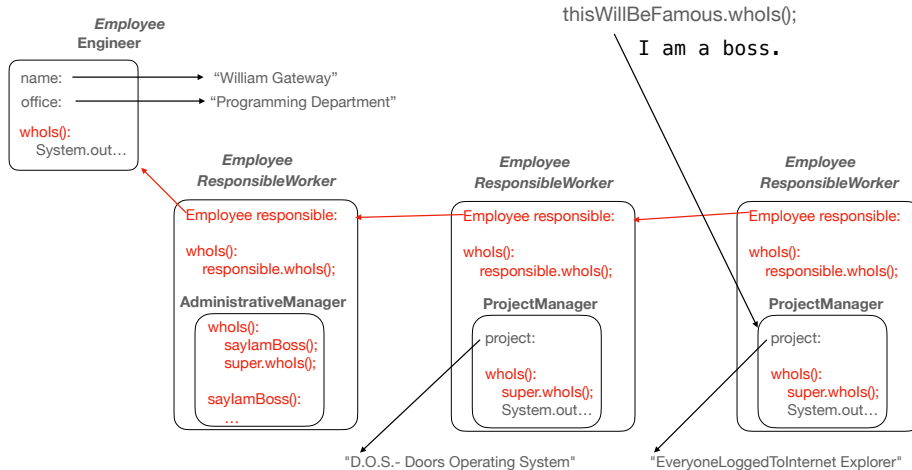 thisWillBeFamous.whoIs();
I am a boss.
Employee
Engineer
name:
"William Gateway"
office:
"Programming Department"
whoIs():
System.out…
Employee
ResponsibleWorker
Employee responsible:
whoIs():
responsible.whoIs();
AdministrativeManager
whoIs():
sayIamBoss();
super.whoIs();
sayIamBoss():
…
Employee
ResponsibleWorker
Employee responsible:
whoIs():
responsible.whoIs();
ProjectManager
project:
whoIs():
super.whoIs();
System.out…
Employee
ResponsibleWorker
Employee responsible:
whoIs():
responsible.whoIs();
ProjectManager
project:
whoIs():
super.whoIs();
System.out…
"D.O.S.- Doors Operating System"
"EveryoneLoggedToInternet Explorer"